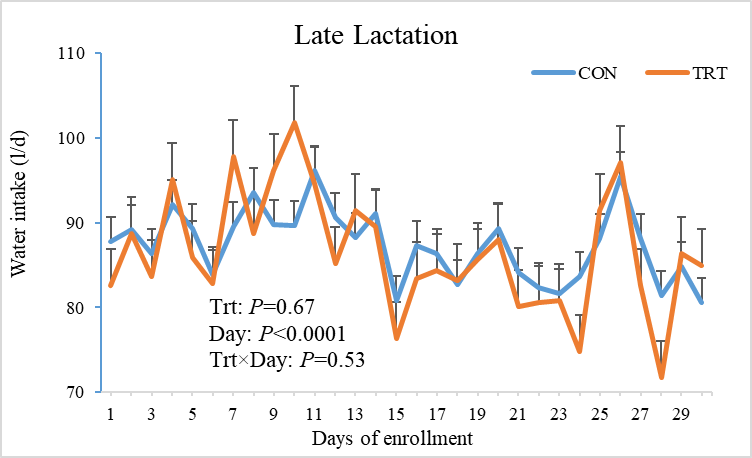 Late Lactation
110
CON TRT
100
Water intake (l/d)
90
80
Trt: P=0.67
Day: P<0.0001
Trt×Day: P=0.53
70
1 3 5 7 9 11 13 15 17 19 21 23 25 27 29
Days of enrollment